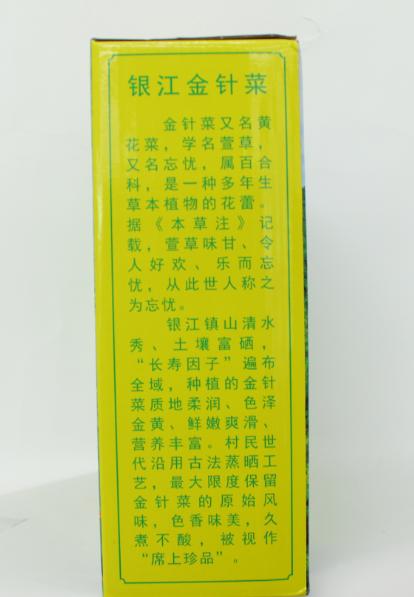 银江金针菜
金针菜又名黄
花菜，学名萱草，
又名忘忧，属百合
科，是一种多年生
草本植物的花蕾。
据《本草注》记
载，萱草味甘、令
人好欢、乐而忘
忧，从此世人称之
为忘忧。
银江镇山清水
秀、土壤富硒，
“长寿因子”遍布
全域，种植的金针
菜质地柔润、色泽
金黄、鲜嫩爽滑、
营养丰富。村民世
代沿用古法蒸晒工
艺，最大限度保留
金针菜的原始风
味，色香味美，久
煮不酸，被视作
“席上珍品”。